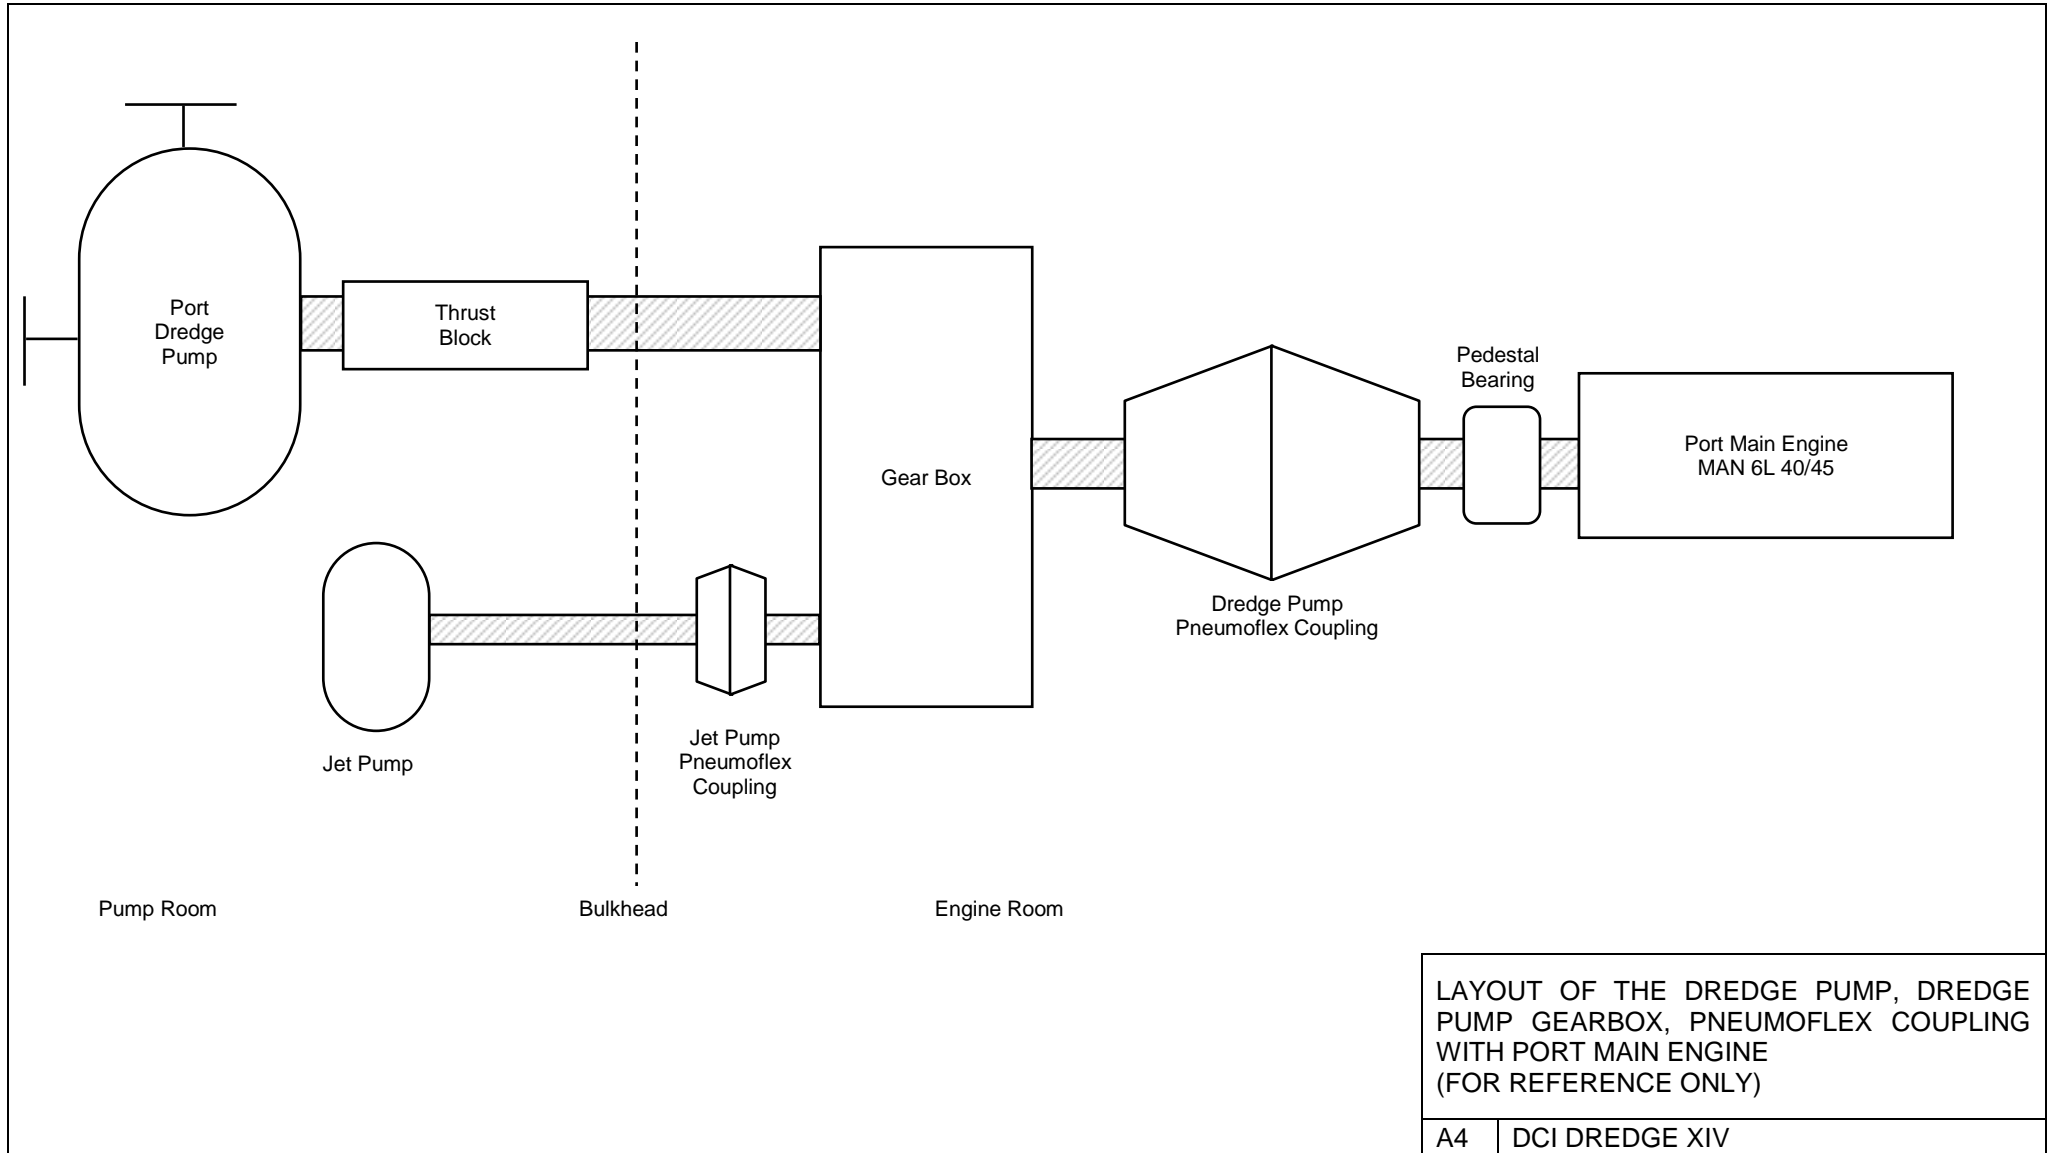 Port
Dredge
Pump
Thrust
Block
Gear Box
Pedestal
Bearing
Port Main Engine
MAN 6L 40/45
Dredge Pump
Pneumoflex Coupling
Jet Pump
Jet Pump
Pneumoflex
Coupling
Pump Room
Bulkhead
Engine Room
LAYOUT OF THE DREDGE PUMP, DREDGE
PUMP GEARBOX, PNEUMOFLEX COUPLING
WITH PORT MAIN ENGINE
(FOR REFERENCE ONLY)
A4
DCI DREDGE XIV